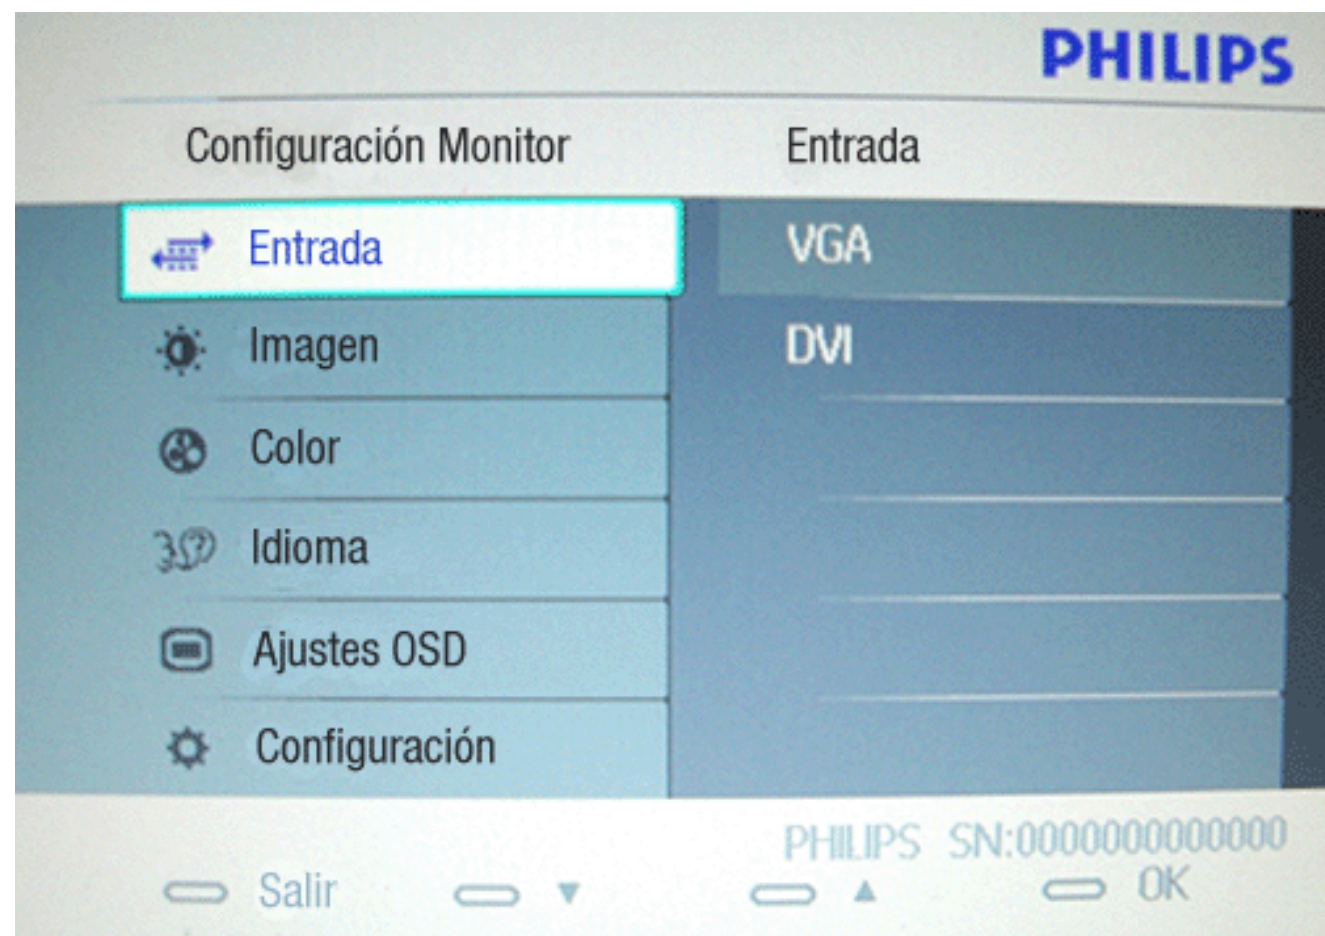 PHILIPS
Configuración Monitor Entrada
Entrada VGA
Imagen DVI
Color
Idioma
Ajustes OSD
Configuración
PHILIPS SN:0000000000000
Salir ▼ ▲ OK